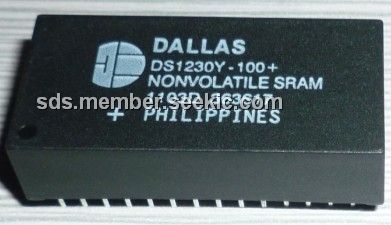 DALLAS
DS1230Y-100+
NONVOLATILE SRAM
sds.member.seekic.com
+ PHILIPPINES